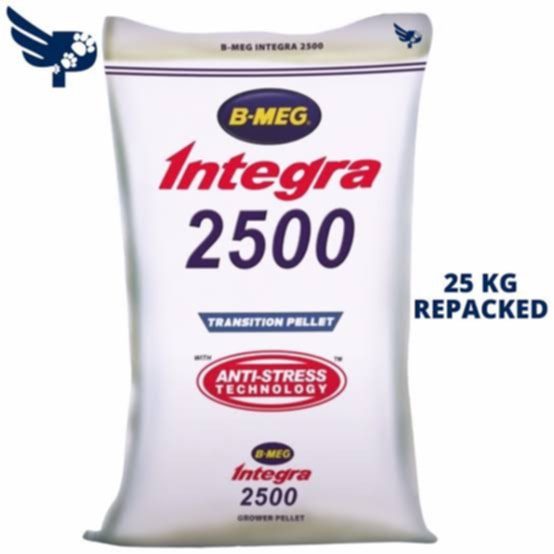 B-MEG INTEGRA 2500
B-MEG®
Integra
2500
TRANSITION PELLET
WITH
ANTI-STRESS
TECHNOLOGY
™
25 KG
REPACKED
B-MEG
Integra
2500
GROWER PELLET